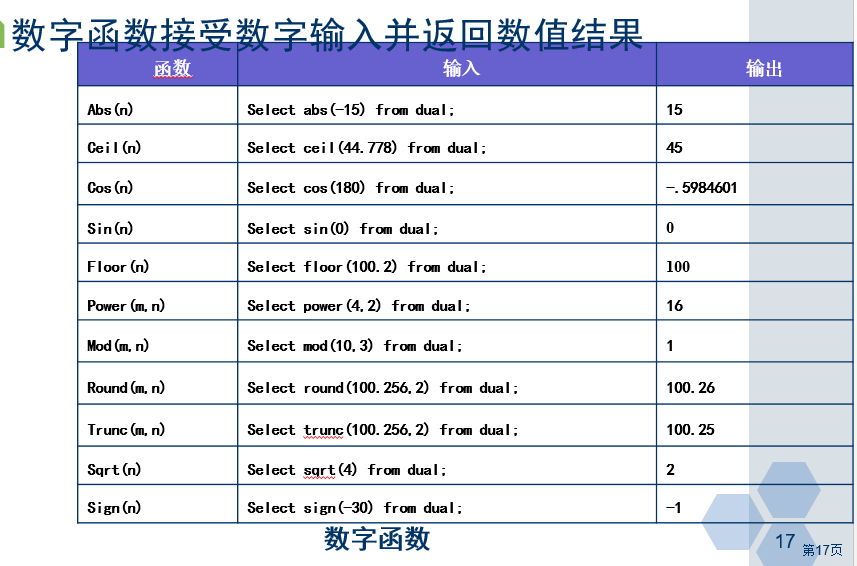 数字函数接受数字输入并返回数值结果
函数 输入 输出
Abs(n) Select abs(-15) from dual; 15
Ceil(n) Select ceil(44.778) from dual; 45
Cos(n) Select cos(180) from dual; -.5984601
Sin(n) Select sin(0) from dual; 0
Floor(n) Select floor(100.2) from dual; 100
Power(m,n) Select power(4,2) from dual; 16
Mod(m,n) Select mod(10,3) from dual; 1
Round(m,n) Select round(100.256,2) from dual; 100.26
Trunc(m,n) Select trunc(100.256,2) from dual; 100.25
Sqrt(n) Select sqrt(4) from dual; 2
Sign(n) Select sign(-30) from dual; -1
数字函数
17 第17页